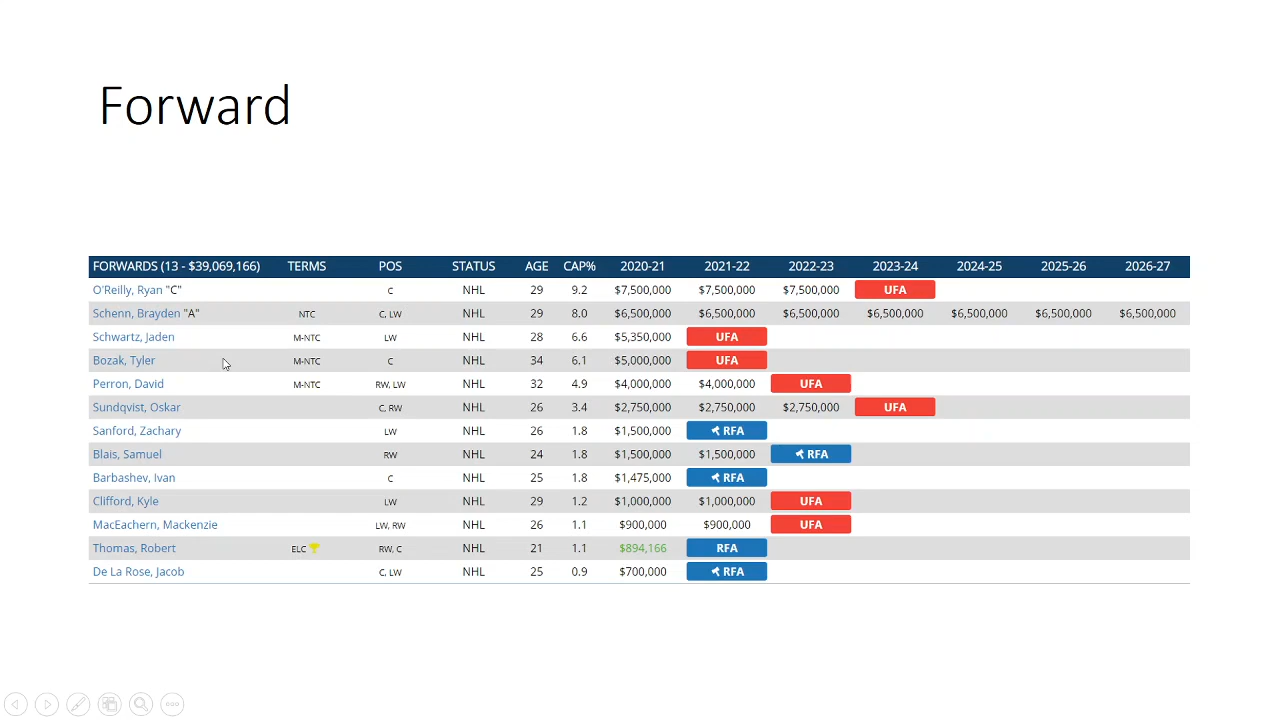 Forward
FORWARDS (13 - $39,069,166) TERMS POS STATUS AGE CAP% 2020-21 2021-22 2022-23 2023-24 2024-25 2025-26 2026-27
O'Reilly, Ryan "C" C NHL 29 9.2 $7,500,000 $7,500,000 $7,500,000 UFA
Schenn, Brayden "A" NTC C, LW NHL 29 8.0 $6,500,000 $6,500,000 $6,500,000 $6,500,000 $6,500,000 $6,500,000 $6,500,000
Schwartz, Jaden M-NTC LW NHL 28 6.6 $5,350,000 UFA
Bozak, Tyler M-NTC C NHL 34 6.1 $5,000,000 UFA
Perron, David M-NTC RW, LW NHL 32 4.9 $4,000,000 $4,000,000 UFA
Sundqvist, Oskar C, RW NHL 26 3.4 $2,750,000 $2,750,000 $2,750,000 UFA
Sanford, Zachary LW NHL 26 1.8 $1,500,000 RFA
Blais, Samuel RW NHL 24 1.8 $1,500,000 $1,500,000 RFA
Barbashev, Ivan C NHL 25 1.8 $1,475,000 RFA
Clifford, Kyle LW NHL 29 1.2 $1,000,000 $1,000,000 UFA
MacEachern, Mackenzie LW, RW NHL 26 1.1 $900,000 $900,000 UFA
Thomas, Robert ELC RW, C NHL 21 1.1 $894,166 RFA
De La Rose, Jacob C, LW NHL 25 0.9 $700,000 RFA